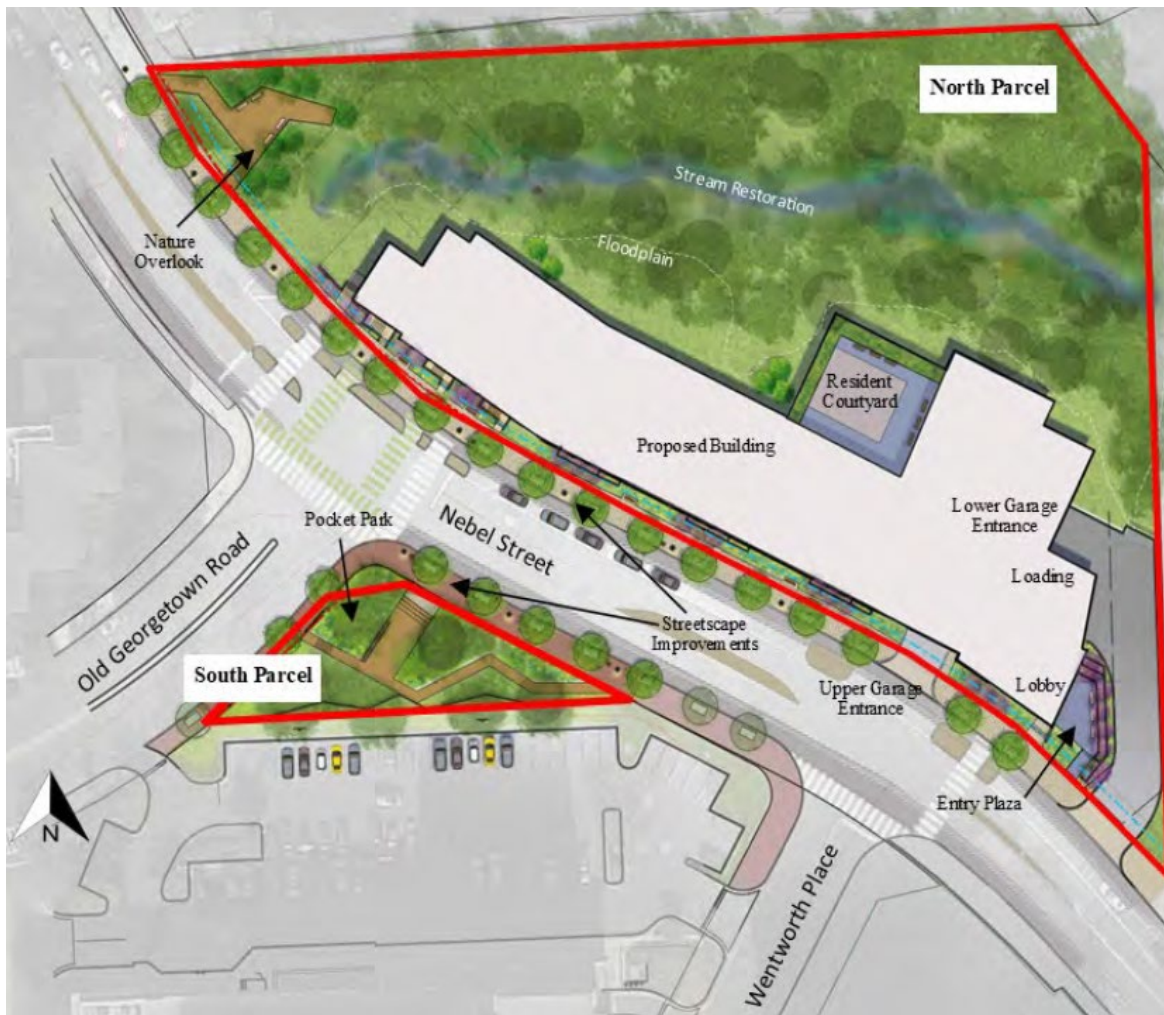 North Parcel
Stream Restoration
Nature
Overlook
Floodplain
Resident
Courtyard
Proposed Building
Lower Garage
Entrance
Pocket Park
Nebel Street
Loading
Old Georgetown Road
Streetscape
Improvements
South Parcel
Upper Garage
Entrance
Lobby
Entry Plaza
N
Wentworth Place